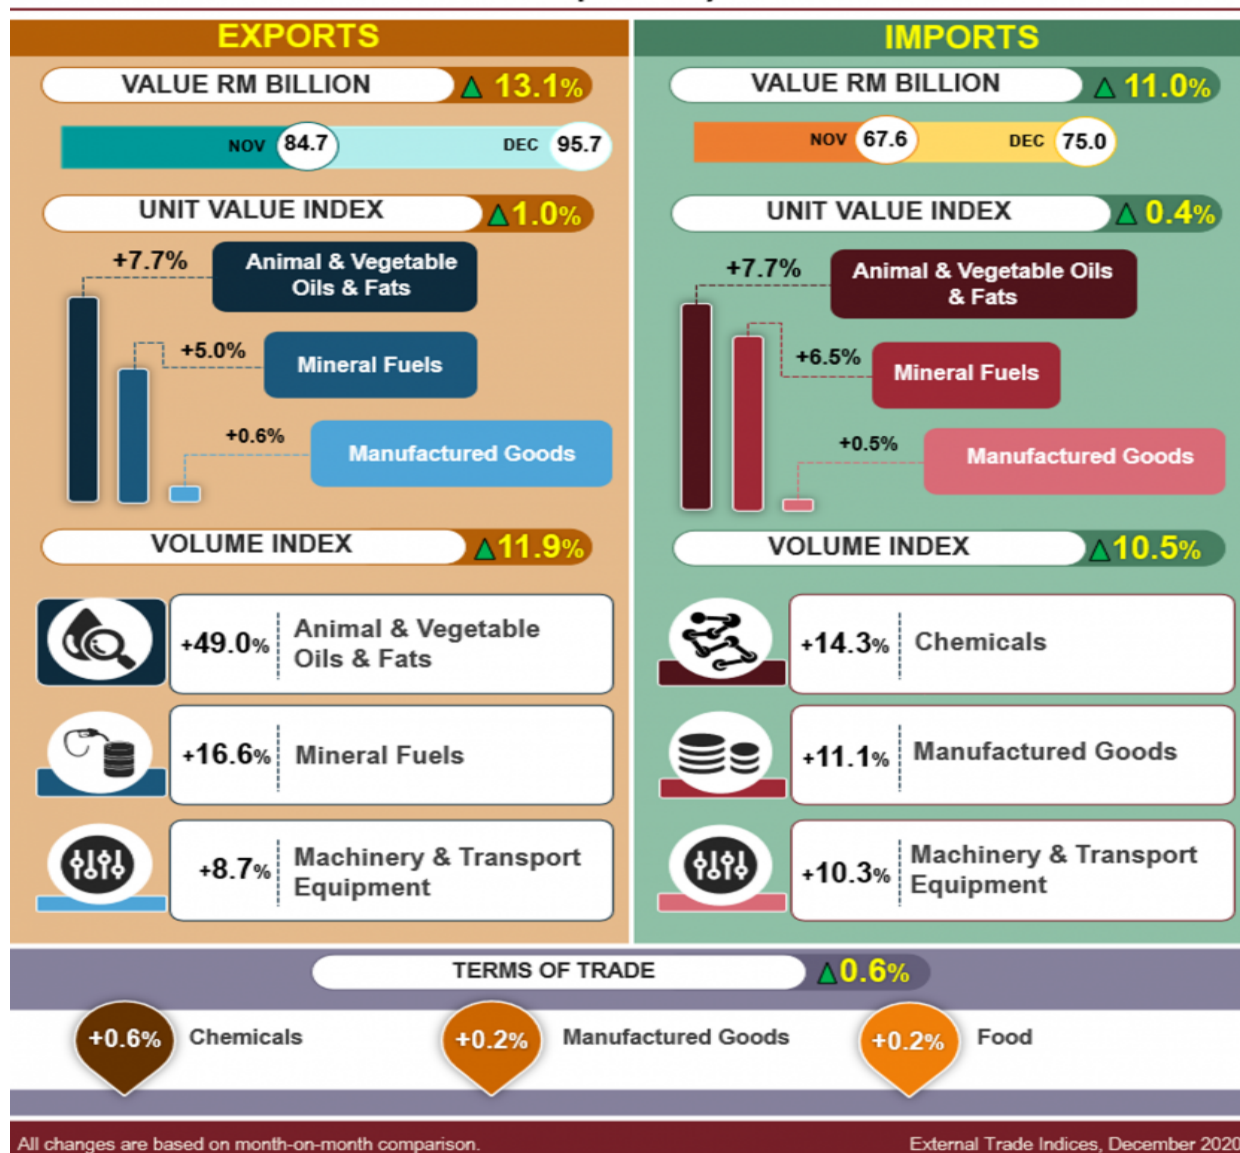 EXPORTS
VALUE RM BILLION
13.1%
NOV 84.7
DEC 95.7
UNIT VALUE INDEX
1.0%
+7.7%
Animal & Vegetable
Oils & Fats
+5.0%
Mineral Fuels
+0.6%
Manufactured Goods
VOLUME INDEX
11.9%
+49.0%
Animal & Vegetable
Oils & Fats
+16.6%
Mineral Fuels
+8.7%
Machinery & Transport
Equipment
IMPORTS
VALUE RM BILLION
11.0%
NOV 67.6
DEC 75.0
UNIT VALUE INDEX
0.4%
+7.7%
Animal & Vegetable Oils
& Fats
+6.5%
Mineral Fuels
+0.5%
Manufactured Goods
VOLUME INDEX
10.5%
+14.3%
Chemicals
+11.1%
Manufactured Goods
+10.3%
Machinery & Transport
Equipment
TERMS OF TRADE
0.6%
+0.6%
Chemicals
+0.2%
Manufactured Goods
+0.2%
Food
All changes are based on month-on-month comparison.
External Trade Indices, December 2020